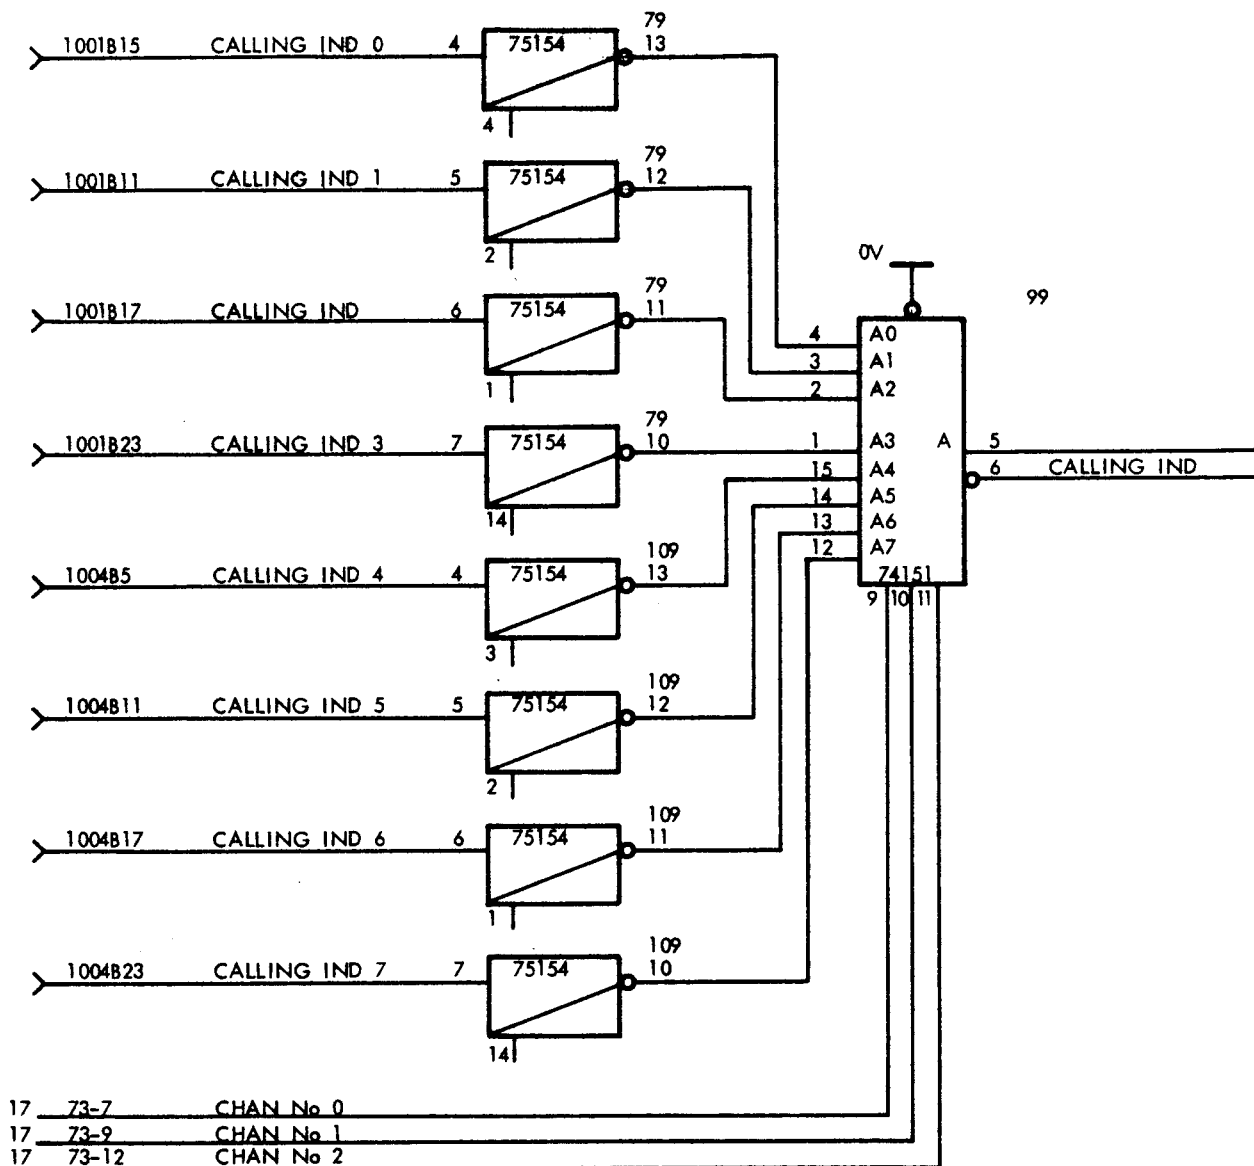 79
1001B15 CALLING IND 0 4 75154 13
4
79
1001B11 CALLING IND 1 5 75154 12
2
79
1001B17 CALLING IND 6 75154 11
1
79
1001B23 CALLING IND 3 7 75154 10
14
109
1004B5 CALLING IND 4 4 75154 13
3
109
1004B11 CALLING IND 5 5 75154 12
2
109
1004B17 CALLING IND 6 6 75154 11
1
109
1004B23 CALLING IND 7 7 75154 10
14
0V
99
4 A0
3 A1
2 A2
1 A3 A 5
15 A4 6 CALLING IND
14 A5
13 A6
12 A7
74151
9 10 11
17 73-7 CHAN No 0
17 73-9 CHAN No 1
17 73-12 CHAN No 2